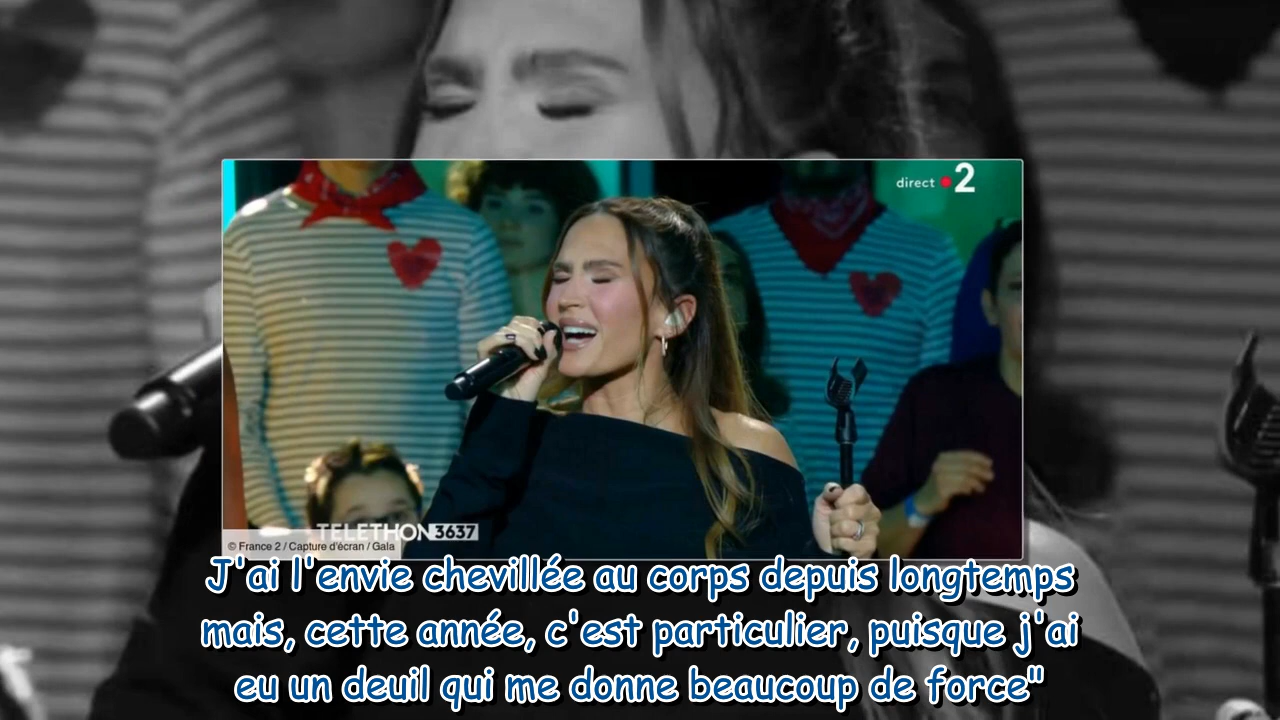 direct 2
TELETHON 3637
© France 2 / Capture d'écran / Gala
J'ai l'envie chevillée au corps depuis longtemps
mais, cette année, c'est particulier, puisque j'ai
eu un deuil qui me donne beaucoup de force"